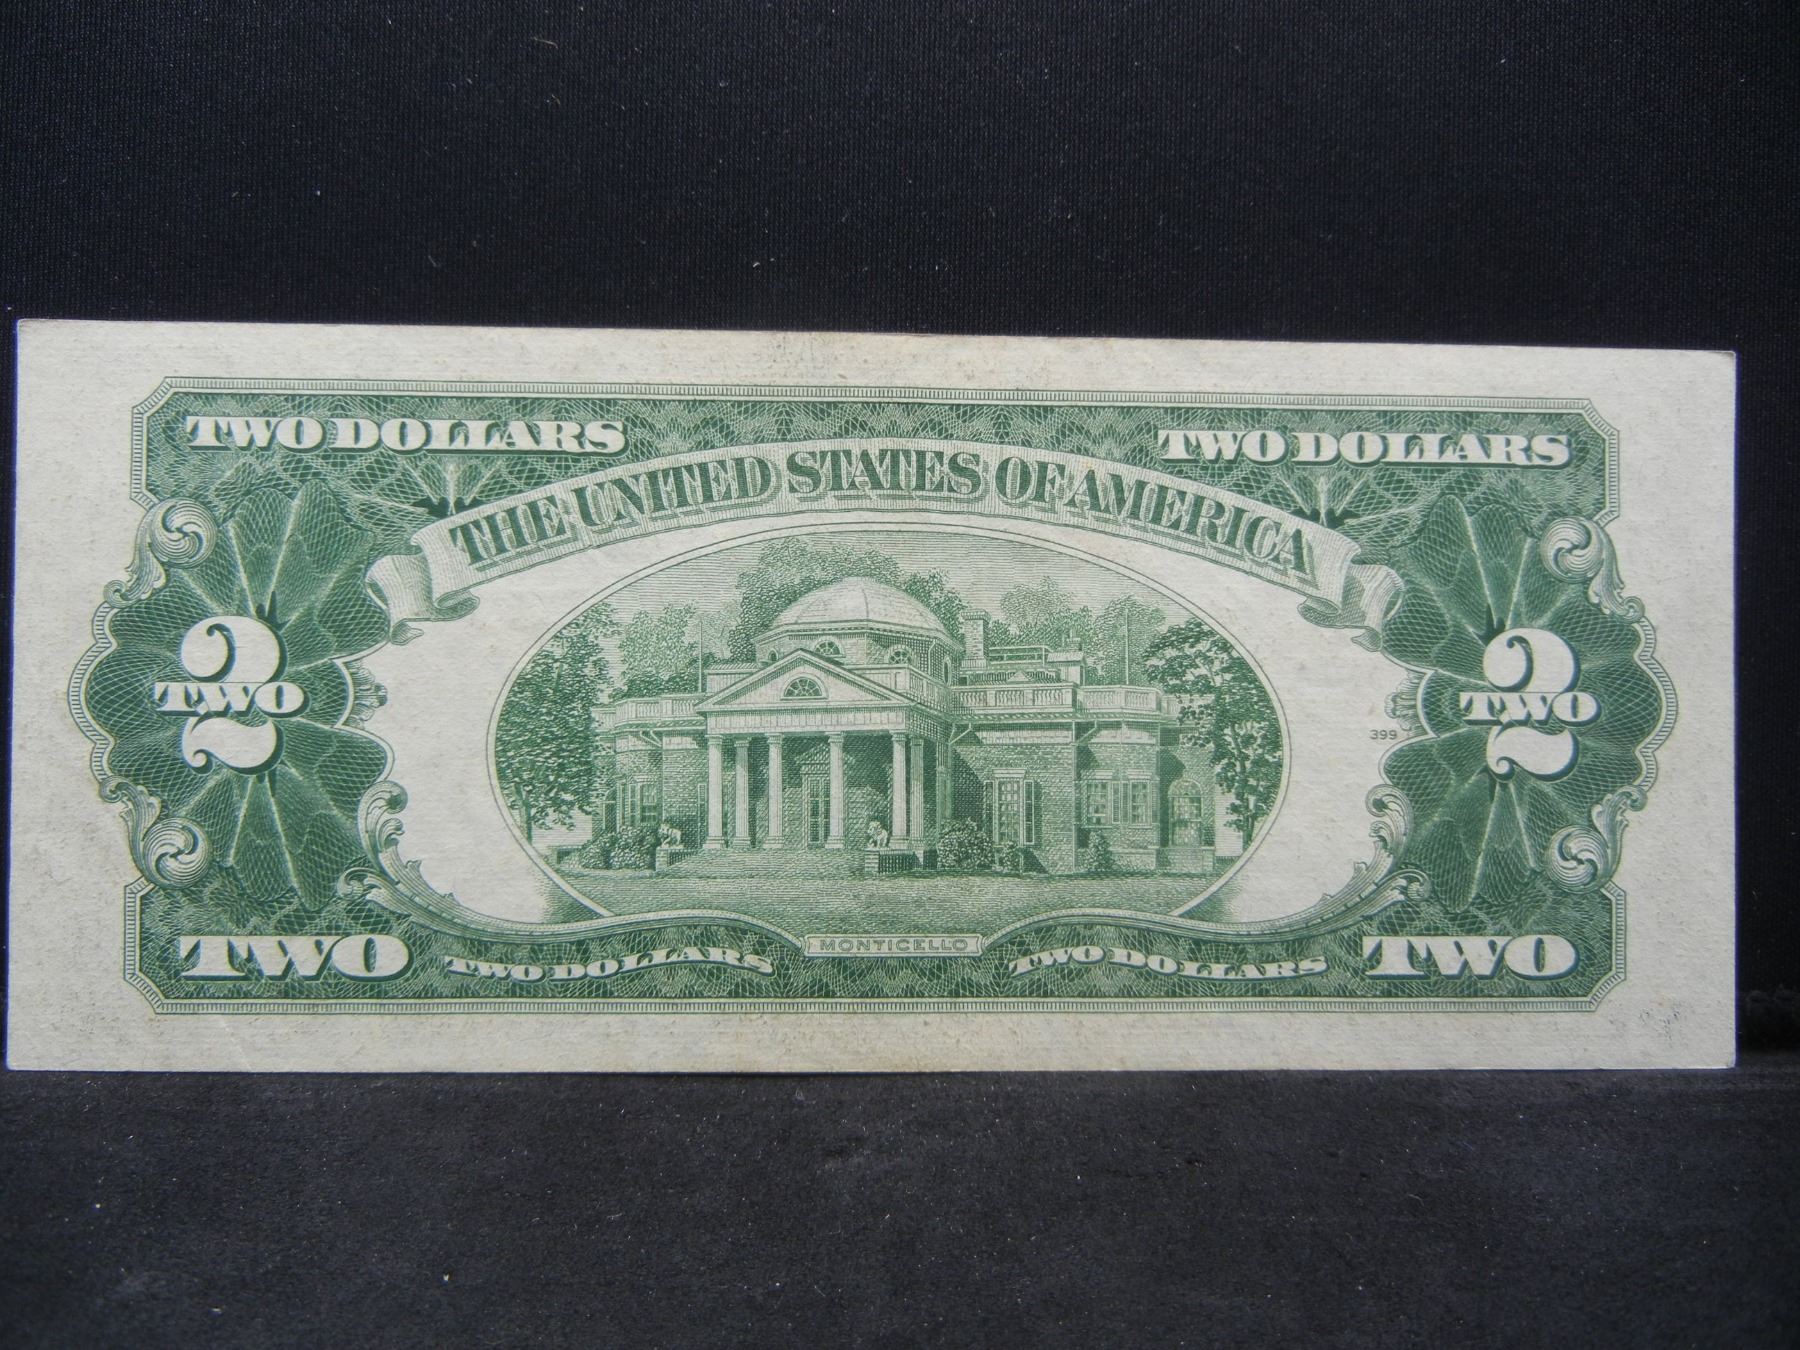 TWO DOLLARS
TWO DOLLARS
THE UNITED STATES OF AMERICA
2
TWO
2
TWO
399
TWO
TWO DOLLARS
MONTICELLO
TWO DOLLARS
TWO